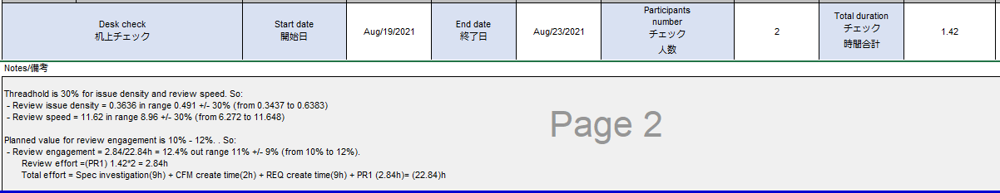 Desk check
机上チェック
Start date
開始日
Aug/19/2021
End date
終了日
Aug/23/2021
Participants
number
チェック
人数
2
Total duration
チェック
時間合計
1.42
Notes/備考
Threadhold is 30% for issue density and review speed. So:
- Review issue density = 0.3636 in range 0.491 +/- 30% (from 0.3437 to 0.6383)
- Review speed = 11.62 in range 8.96 +/- 30% (from 6.272 to 11.648)
Planned value for review engagement is 10% - 12%. . So:
- Review engagement = 2.84/22.84h = 12.4% out range 11% +/- 9% (from 10% to 12%).
Review effort =(PR1) 1.42*2 = 2.84h
Total effort = Spec investigation(9h) + CFM create time(2h) + REQ create time(9h) + PR1 (2.84h)= (22.84)h
Page 2